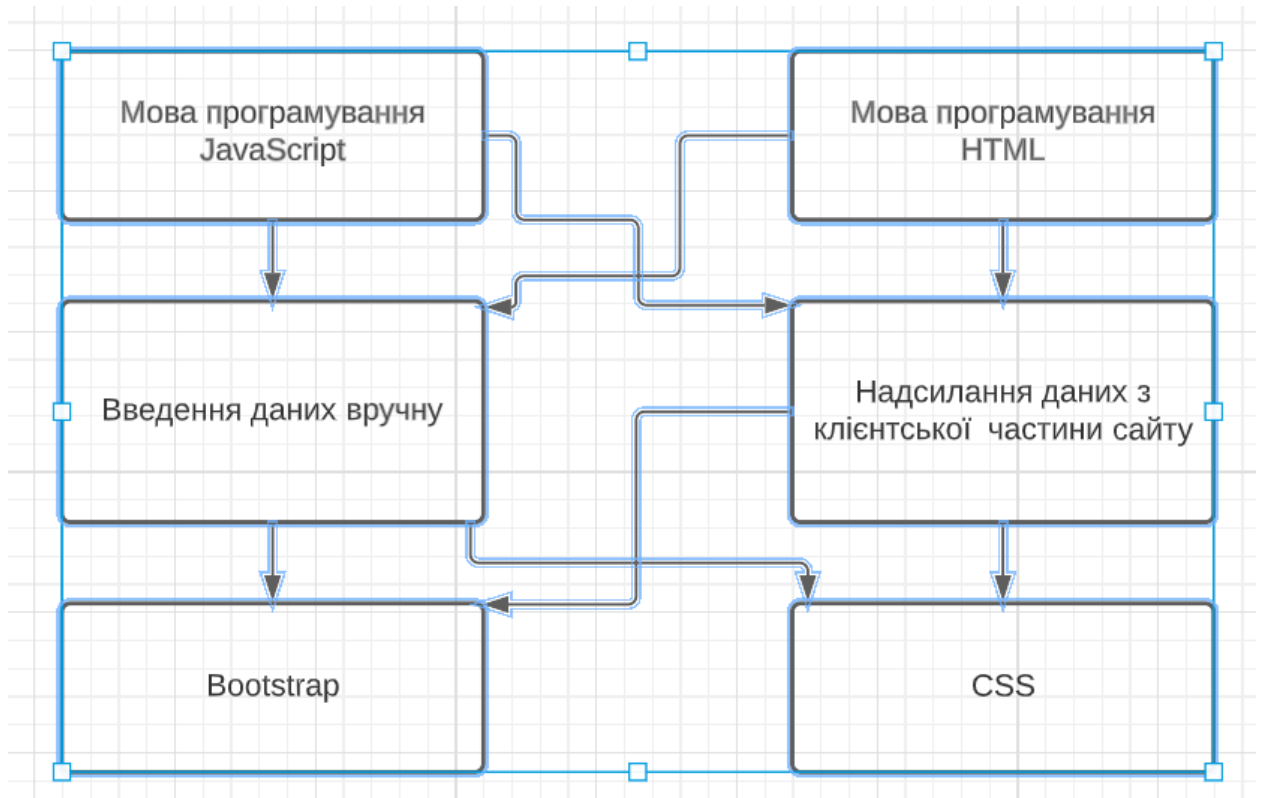 Мова програмування
JavaScript
Мова програмування
HTML
Введення даних вручну
Надсилання даних з
клієнтської частини сайту
Bootstrap
CSS